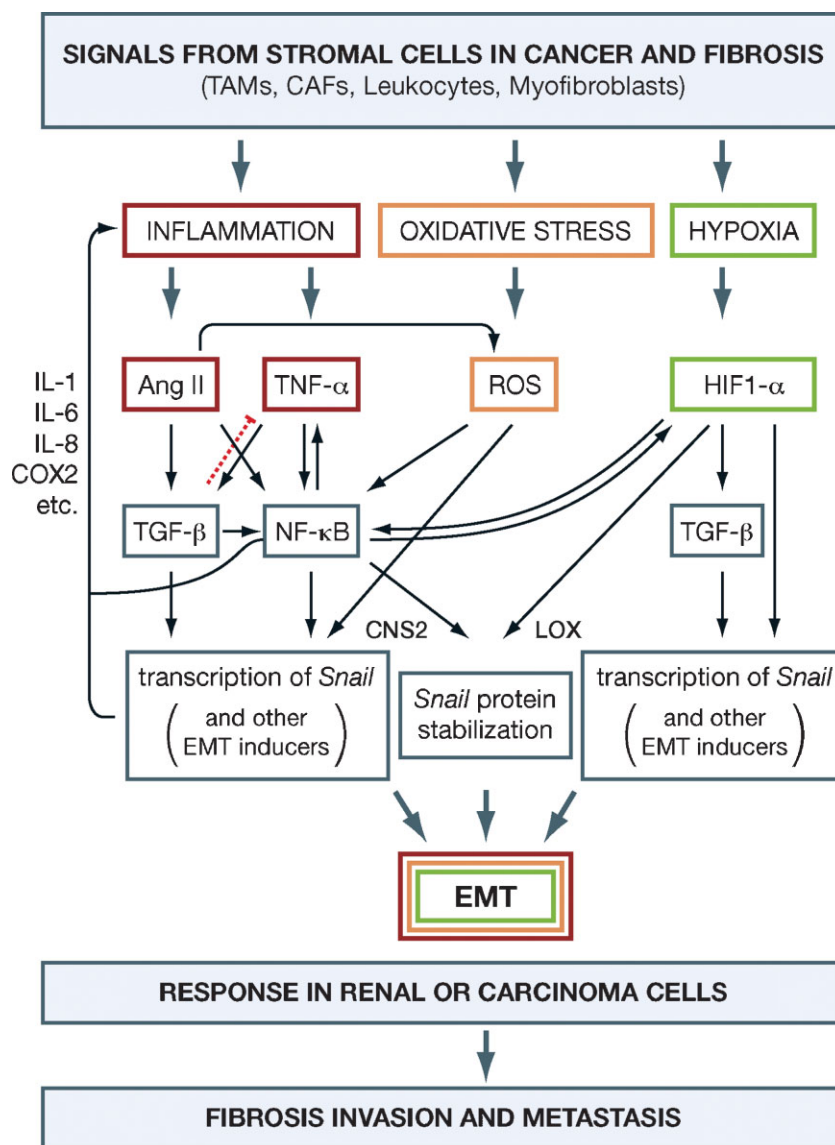 SIGNALS FROM STROMAL CELLS IN CANCER AND FIBROSIS
(TAMs, CAFs, Leukocytes, Myofibroblasts)
INFLAMMATION
OXIDATIVE STRESS
HYPOXIA
Ang II
TNF-α
ROS
HIF1-α
IL-1
IL-6
IL-8
COX2
etc.
TGF-β
NF-κB
TGF-β
CNS2
LOX
transcription of Snail
(and other
EMT inducers)
Snail protein
stabilization
transcription of Snail
(and other
EMT inducers)
EMT
RESPONSE IN RENAL OR CARCINOMA CELLS
FIBROSIS INVASION AND METASTASIS